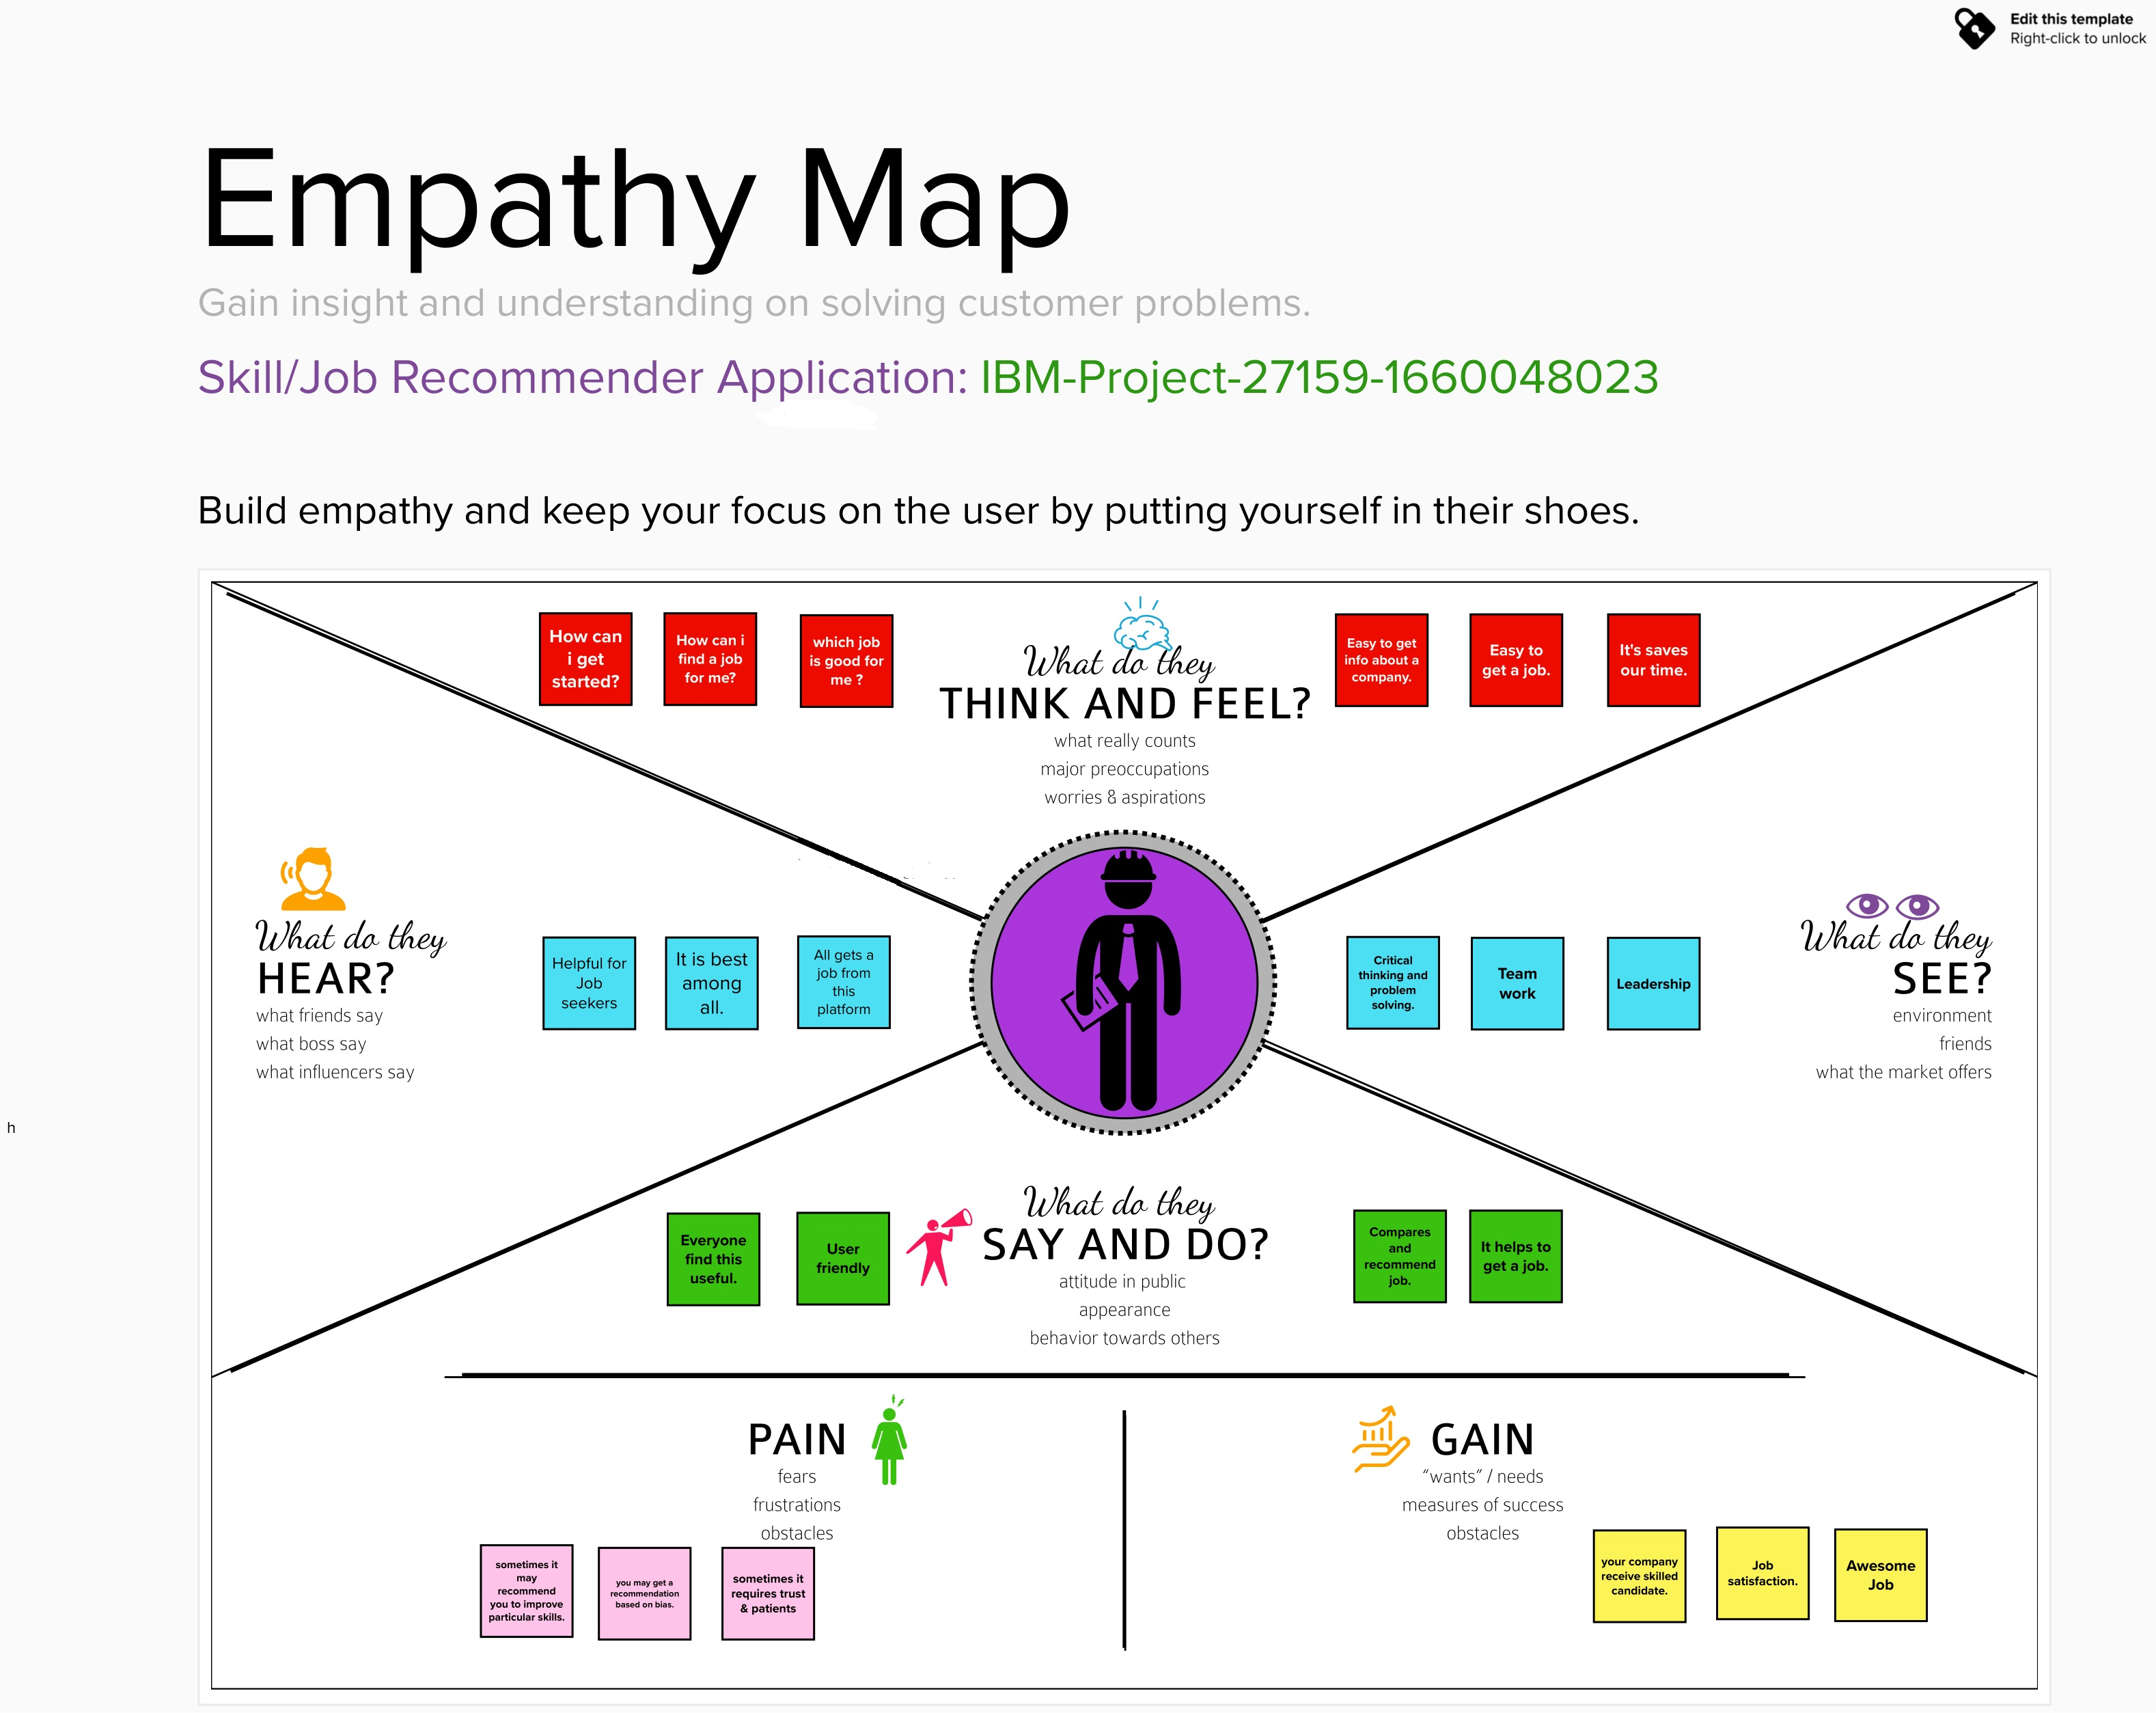 Edit this template
Right-click to unlock
Empathy Map
Gain insight and understanding on solving customer problems.
Skill/Job Recommender Application: IBM-Project-27159-1660048023
Build empathy and keep your focus on the user by putting yourself in their shoes.
How can
i get
started?
How can i
find a job
for me?
which job
is good for
me ?
What do they
THINK AND FEEL?
what really counts
major preoccupations
worries & aspirations
Easy to get
info about a
company.
Easy to
get a job.
It's saves
our time.
What do they
HEAR?
what friends say
what boss say
what influencers say
Helpful for
Job
seekers
It is best
among
all.
All gets a
job from
this
platform
Critical
thinking and
problem
solving.
Team
work
Leadership
What do they
SEE?
environment
friends
what the market offers
h
Everyone
find this
useful.
User
friendly
What do they
SAY AND DO?
attitude in public
appearance
behavior towards others
Compares
and
recommend
job.
It helps to
get a job.
PAIN
fears
frustrations
obstacles
sometimes it
may
recommend
you to improve
particular skills.
you may get a
recommendation
based on bias.
sometimes it
requires trust
& patients
GAIN
“wants” / needs
measures of success
obstacles
your company
receive skilled
candidate.
Job
satisfaction.
Awesome
Job